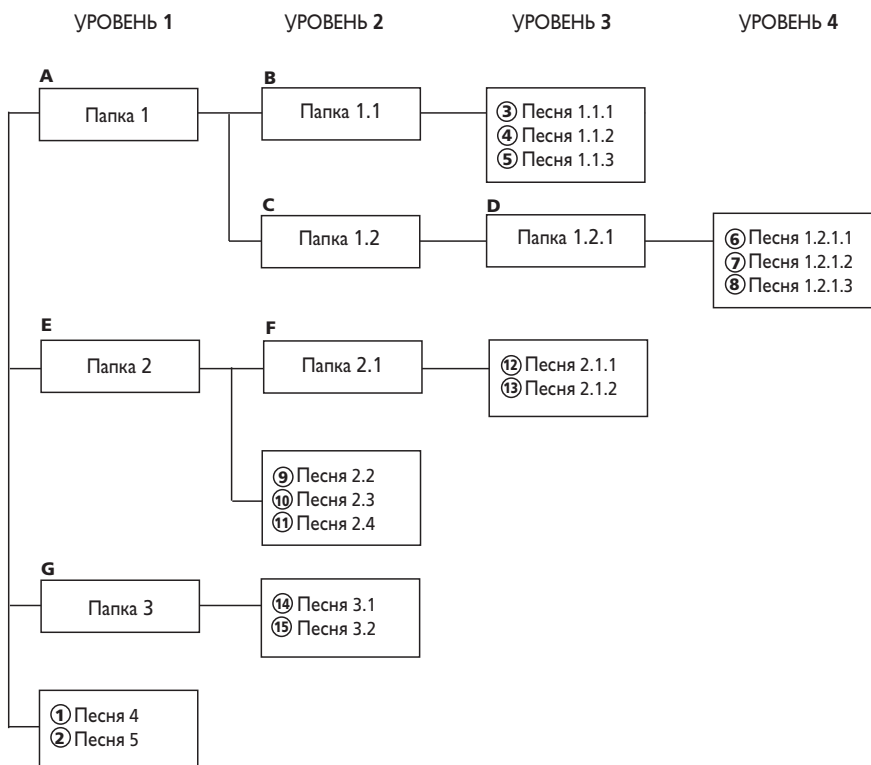 УРОВЕНЬ 1 УРОВЕНЬ 2 УРОВЕНЬ 3 УРОВЕНЬ 4
A
Папка 1
B
Папка 1.1
3 Песня 1.1.1
4 Песня 1.1.2
5 Песня 1.1.3
C
Папка 1.2
D
Папка 1.2.1
6 Песня 1.2.1.1
7 Песня 1.2.1.2
8 Песня 1.2.1.3
E
Папка 2
F
Папка 2.1
12 Песня 2.1.1
13 Песня 2.1.2
9 Песня 2.2
10 Песня 2.3
11 Песня 2.4
G
Папка 3
14 Песня 3.1
15 Песня 3.2
1 Песня 4
2 Песня 5